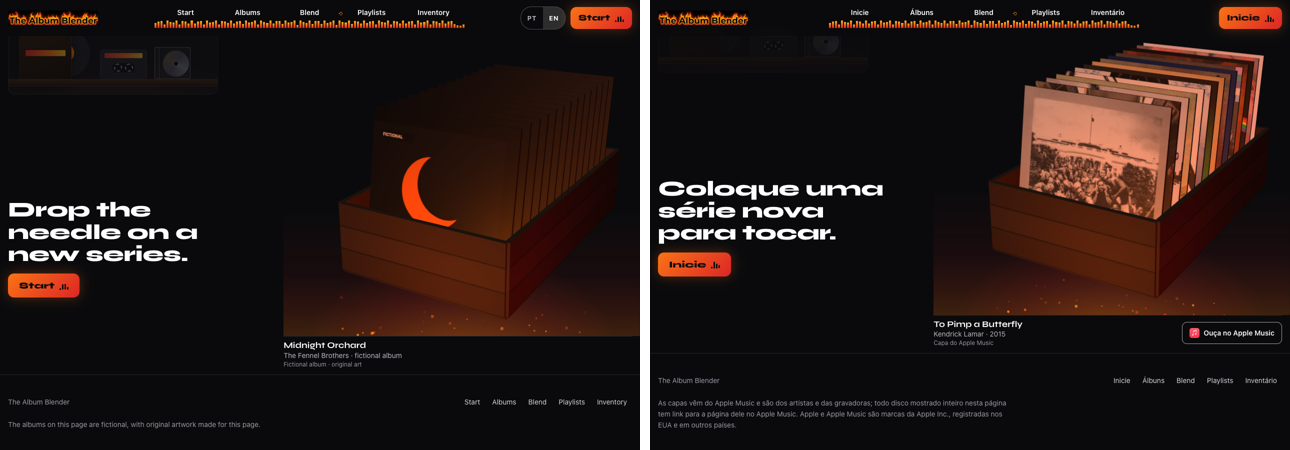 The Album Blender
Start
Albums
Blend
Playlists
Inventory
PT
EN
Start
FICTIONAL
Drop the
needle on a
new series.
Start
Midnight Orchard
The Fennel Brothers · fictional album
Fictional album · original art
The Album Blender
Start
Albums
Blend
Playlists
Inventory
The albums on this page are fictional, with original artwork made for this page.
The Album Blender
Inicie
Álbuns
Blend
Playlists
Inventário
Inicie
Coloque uma
série nova
para tocar.
Inicie
To Pimp a Butterfly
Kendrick Lamar · 2015
Capa do Apple Music
Ouça no Apple Music
The Album Blender
Inicie
Álbuns
Blend
Playlists
Inventário
As capas vêm do Apple Music e são dos artistas e das gravadoras; todo disco mostrado inteiro nesta página
tem link para a página dele no Apple Music. Apple e Apple Music são marcas da Apple Inc., registradas nos
EUA e em outros países.